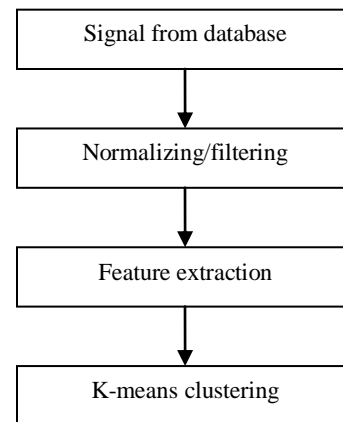 Signal from database
Normalizing/filtering
Feature extraction
K-means clustering